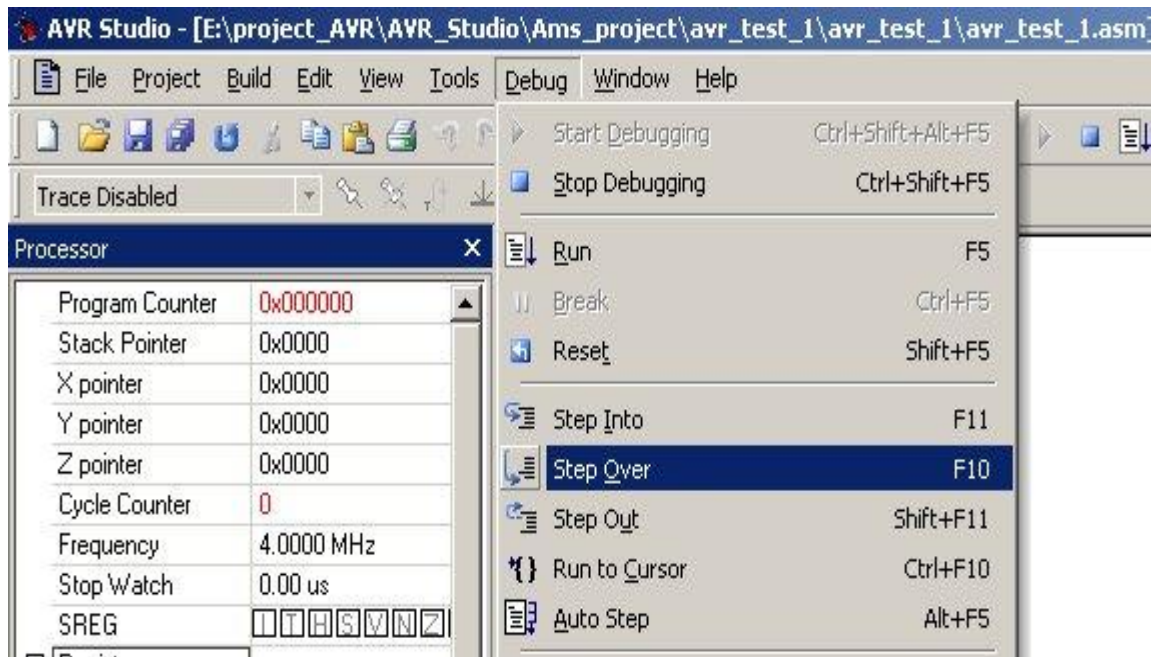 AVR Studio - [E:\project_AVR\AVR_Studio\Ams_project\avr_test_1\avr_test_1\avr_test_1.asm]
File Project Build Edit View Tools Debug Window Help
Trace Disabled
Start Debugging Ctrl+Shift+Alt+F5
Stop Debugging Ctrl+Shift+F5
Run F5
Break Ctrl+F5
Reset Shift+F5
Step Into F11
Step Over F10
Step Out Shift+F11
Run to Cursor Ctrl+F10
Auto Step Alt+F5
Processor
Program Counter 0x000000
Stack Pointer 0x0000
X pointer 0x0000
Y pointer 0x0000
Z pointer 0x0000
Cycle Counter 0
Frequency 4.0000 MHz
Stop Watch 0.00 us
SREG I T H S V N Z